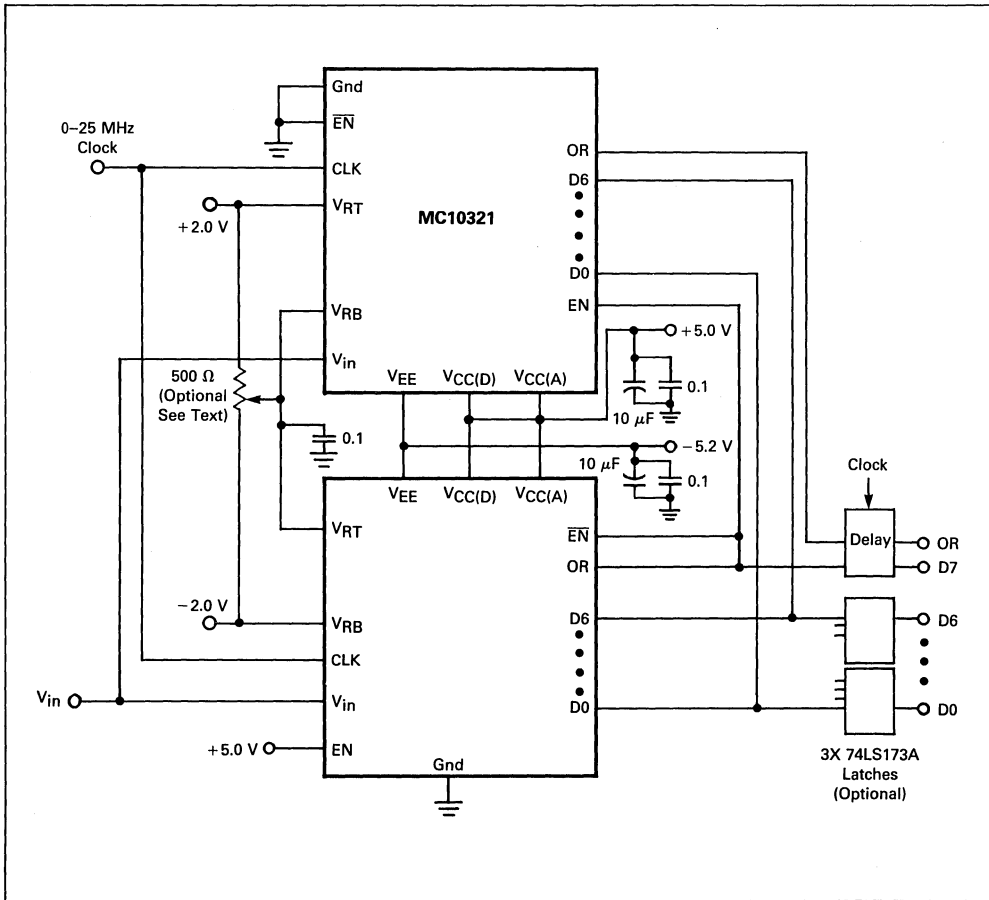 Gnd
E̅N̅
0–25 MHz
Clock
CLK
+2.0 V
VRT
MC10321
OR
D6
D0
EN
VRB
Vin
500 Ω
(Optional
See Text)
0.1
VEE
VCC(D)
VCC(A)
+5.0 V
0.1
10 μF
−5.2 V
10 μF
0.1
VEE
VCC(D)
VCC(A)
VRT
E̅N̅
OR
Clock
Delay
OR
D7
−2.0 V
VRB
D6
D6
CLK
Vin
Vin
D0
D0
+5.0 V
EN
Gnd
3X 74LS173A
Latches
(Optional)